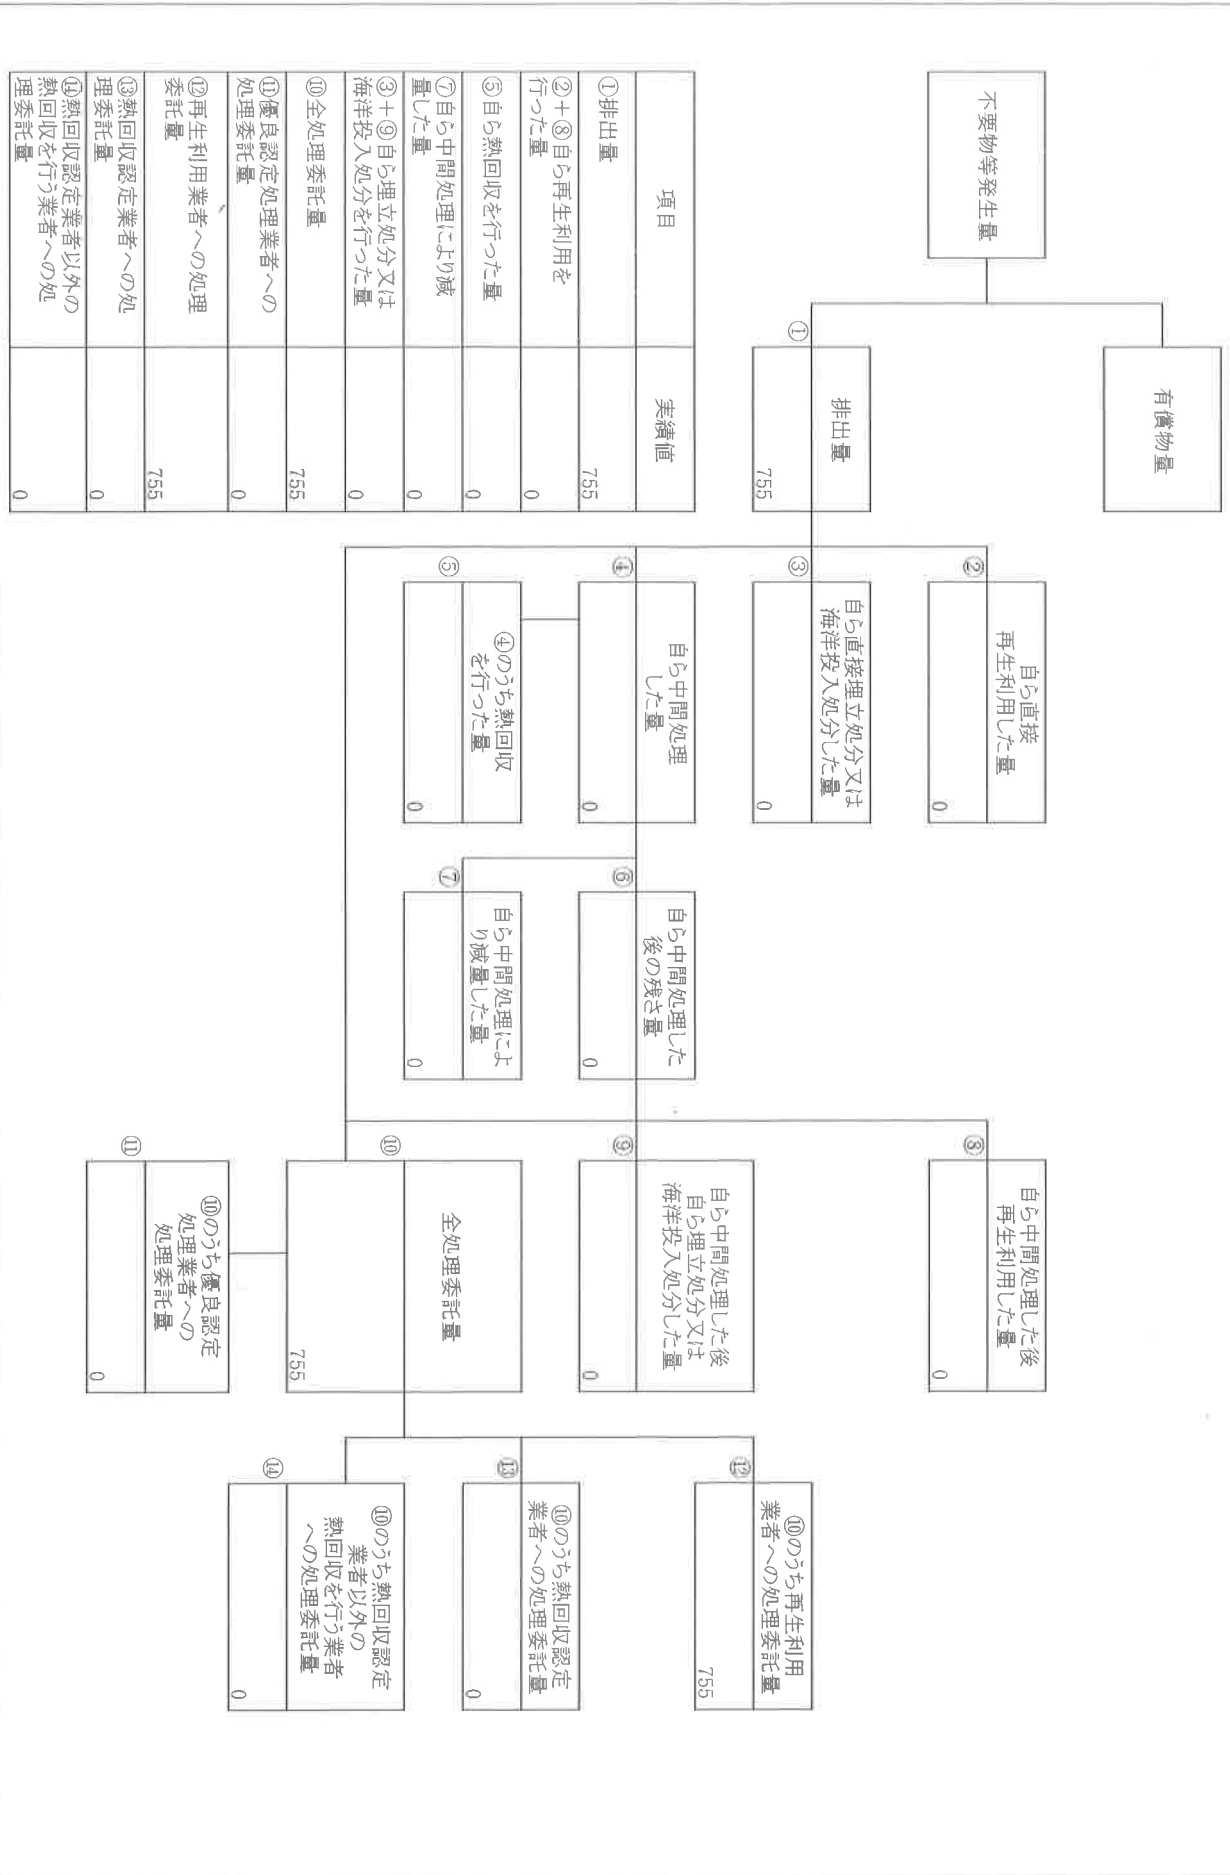 有償物量
不要物等発生量
①
排出量
755
②
自ら直接
再生利用した量
0
③
自ら直接埋立処分又は
海洋投入処分した量
0
④
自ら中間処理
した量
0
⑤
④のうち熱回収
を行った量
0
⑥
自ら中間処理した
後の残さ量
0
⑦
自ら中間処理によ
り減量した量
0
⑧
自ら中間処理した後
再生利用した量
0
⑨
自ら中間処理した後
自ら埋立処分又は
海洋投入処分した量
0
⑩
全処理委託量
755
⑪
⑩のうち優良認定
処理業者への
処理委託量
0
⑫
⑩のうち再生利用
業者への処理委託量
755
⑬
⑩のうち熱回収認定
業者への処理委託量
0
⑭
⑩のうち熱回収認定
業者以外の
熱回収を行う業者
への処理委託量
0
項目 実績値
①排出量 755
②+⑧自ら再生利用を
行った量 0
⑤自ら熱回収を行った量 0
⑦自ら中間処理により減
量した量 0
③+⑨自ら埋立処分又は
海洋投入処分を行った量 0
⑩全処理委託量 755
⑪優良認定処理業者への
処理委託量 0
⑫再生利用業者への処理
委託量 755
⑬熱回収認定業者への処
理委託量 0
⑭熱回収認定業者以外の
熱回収を行う業者への処
理委託量 0